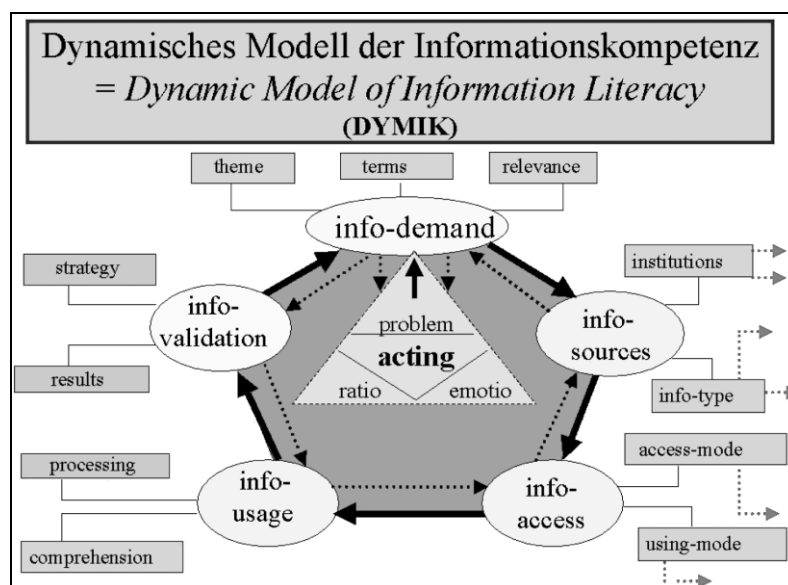 Dynamisches Modell der Informationskompetenz
= Dynamic Model of Information Literacy
(DYMIK)
theme
terms
relevance
info-demand
strategy
institutions
info-
validation
problem
info-
sources
acting
results
ratio
emotio
info-type
processing
access-mode
info-
usage
info-
access
comprehension
using-mode